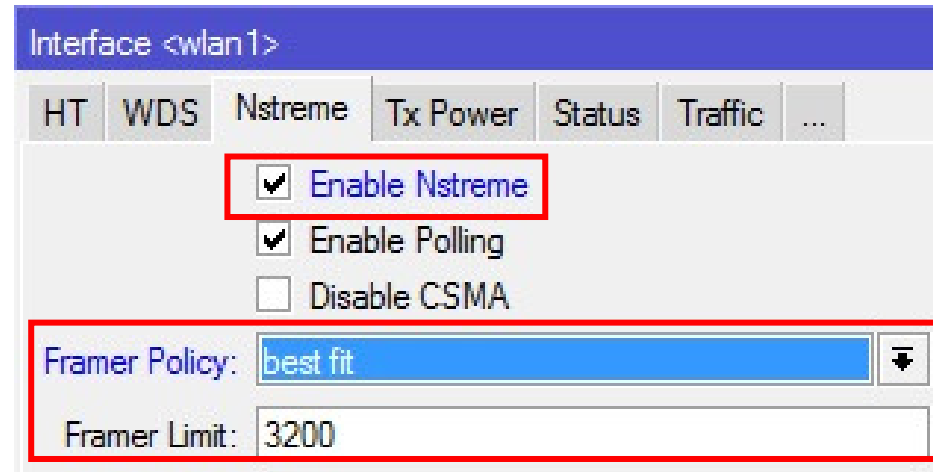 Interface <wlan1>
HT WDS Nstreme Tx Power Status Traffic ...
Enable Nstreme
Enable Polling
Disable CSMA
Framer Policy: best fit
Framer Limit: 3200